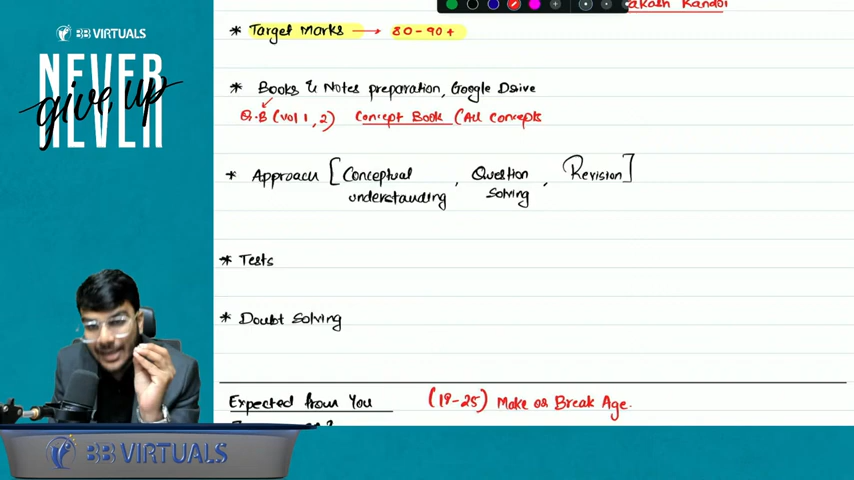 akash Kandoi
* Target Marks → 80-90+
BB VIRTUALS
NEVER
give up
NEVER
* Books & Notes preparation, Google Drive
Q.B (Vol 1, 2) Concept Book (All Concepts
* Approach [Conceptual understanding, Question Solving, Revision]
* Tests
* Doubt Solving
Expected from You (19-25) Make or Break Age.
BB VIRTUALS